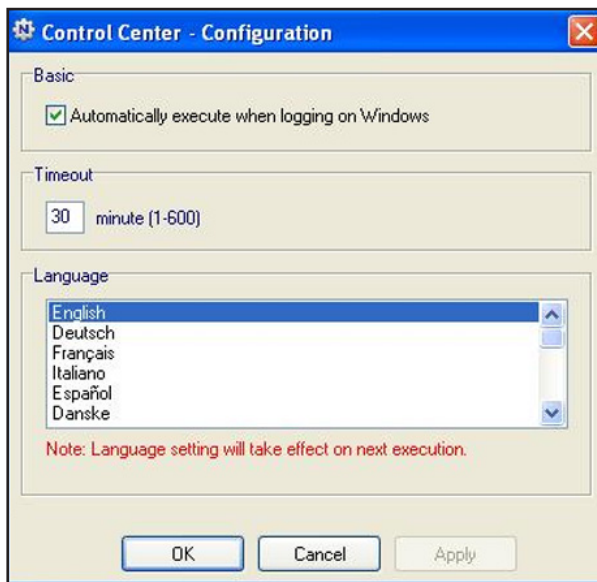 Control Center - Configuration
Basic
Automatically execute when logging on Windows
Timeout
30 minute (1-600)
Language
English
Deutsch
Français
Italiano
Español
Danske
Note: Language setting will take effect on next execution.
OK Cancel Apply